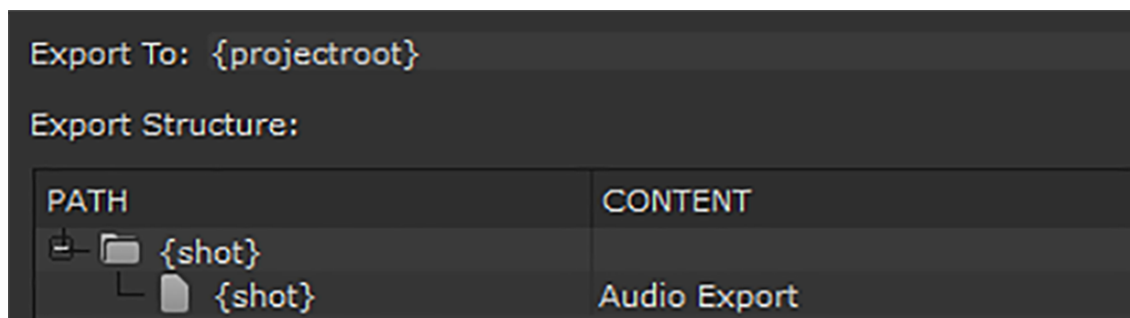 Export To: {projectroot}
Export Structure:
PATH CONTENT
{shot}
{shot} Audio Export